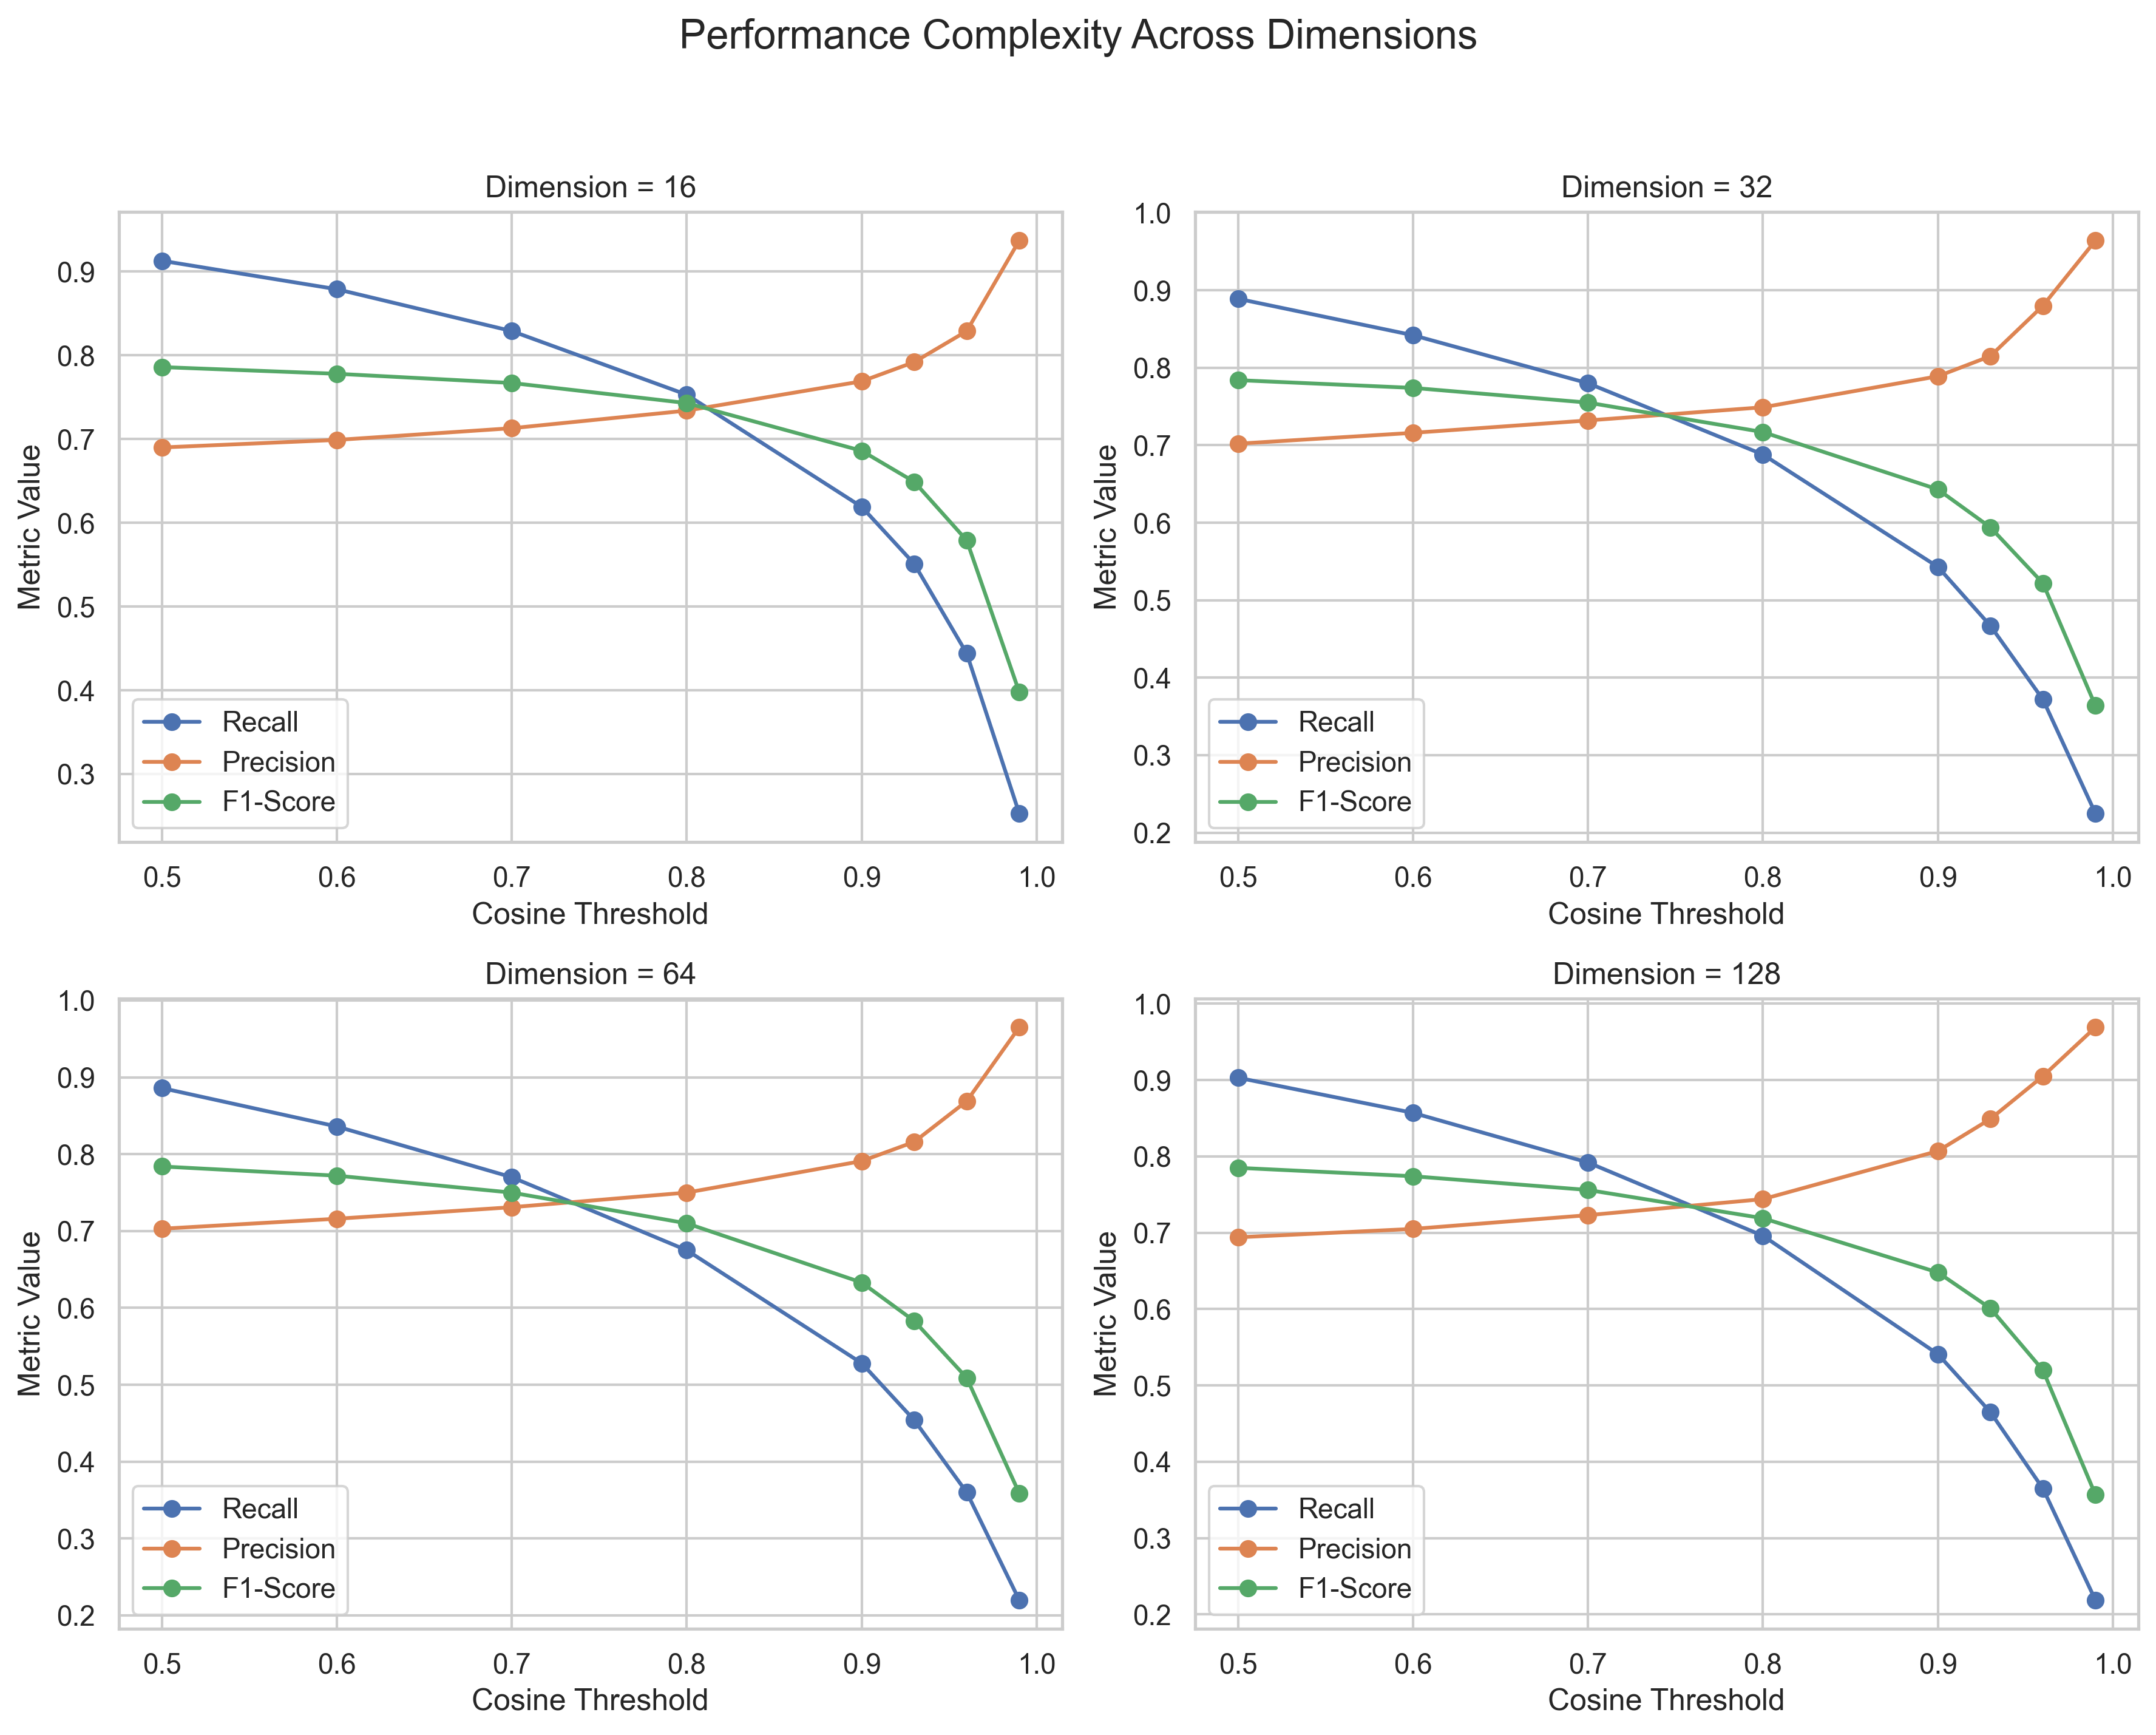 Performance Complexity Across Dimensions
Dimension = 16
Metric Value
0.9
0.8
0.7
0.6
0.5
0.4
0.3
Recall
Precision
F1-Score
0.5 0.6 0.7 0.8 0.9 1.0
Cosine Threshold
Dimension = 32
Metric Value
1.0
0.9
0.8
0.7
0.6
0.5
0.4
0.3
0.2
Recall
Precision
F1-Score
0.5 0.6 0.7 0.8 0.9 1.0
Cosine Threshold
Dimension = 64
Metric Value
1.0
0.9
0.8
0.7
0.6
0.5
0.4
0.3
0.2
Recall
Precision
F1-Score
0.5 0.6 0.7 0.8 0.9 1.0
Cosine Threshold
Dimension = 128
Metric Value
1.0
0.9
0.8
0.7
0.6
0.5
0.4
0.3
0.2
Recall
Precision
F1-Score
0.5 0.6 0.7 0.8 0.9 1.0
Cosine Threshold